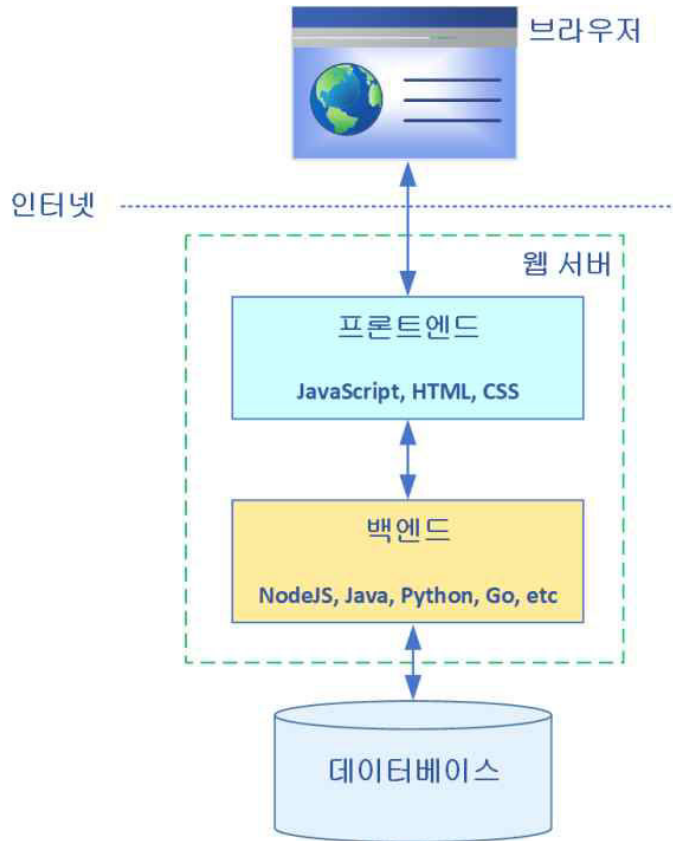 브라우저
인터넷
웹 서버
프론트엔드
JavaScript, HTML, CSS
백엔드
NodeJS, Java, Python, Go, etc
데이터베이스